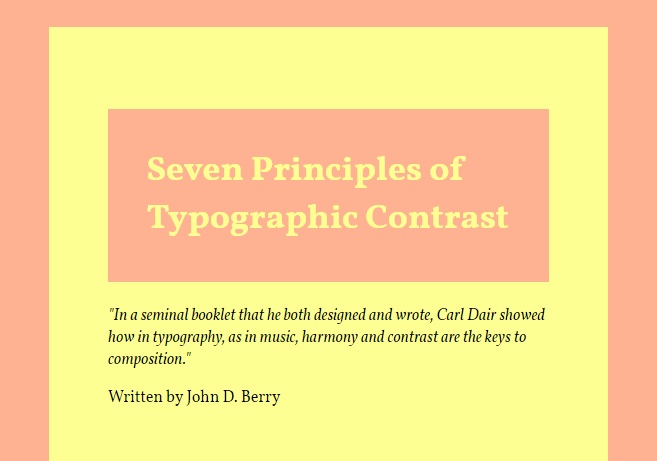 Seven Principles of
Typographic Contrast
"In a seminal booklet that he both designed and wrote, Carl Dair showed
how in typography, as in music, harmony and contrast are the keys to
composition."
Written by John D. Berry